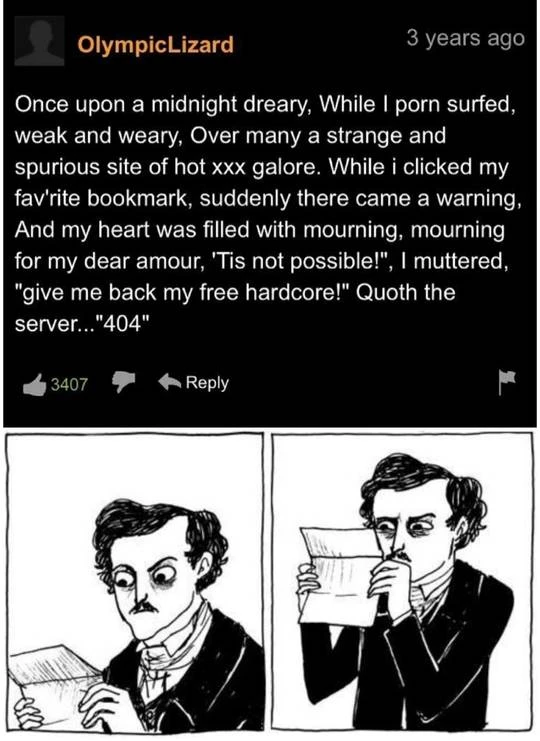 OlympicLizard
3 years ago
Once upon a midnight dreary, While I porn surfed,
weak and weary, Over many a strange and
spurious site of hot xxx galore. While i clicked my
fav'rite bookmark, suddenly there came a warning,
And my heart was filled with mourning, mourning
for my dear amour, 'Tis not possible!", I muttered,
"give me back my free hardcore!" Quoth the
server..."404"
3407
Reply